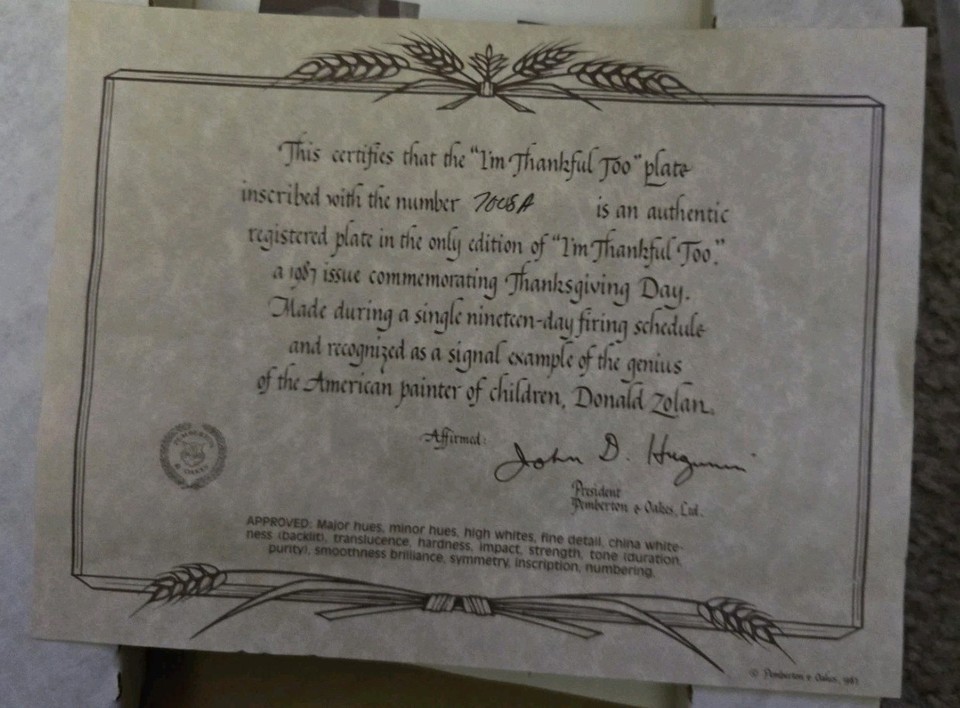 This certifies that the "I'm Thankful Too" plate
inscribed with the number is an authentic
registered plate in the only edition of "I'm Thankful Too."
a 1987 issue commemorating Thanksgiving Day.
Made during a single nineteen-day firing schedule
and recognized as a signal example of the genius
of the American painter of children, Donald Zolan.
Affirmed:
John D. Hugunin
President
Pemberton & Oakes, Ltd.
PEMBERTON
& OAKES
APPROVED: Major hues, minor hues, high whites, fine detail, china white-
ness (backlit), translucence, hardness, impact, strength, tone (duration,
purity), smoothness brilliance, symmetry, inscription, numbering.
© Pemberton & Oakes, 1987